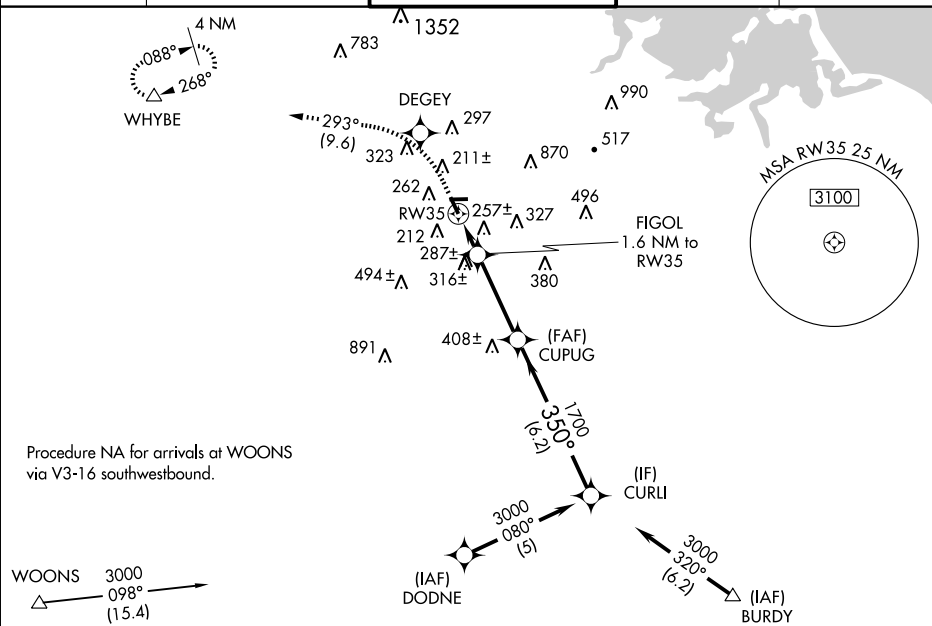 4 NM
088°
268°
WHYBE
1352
783
DEGEY
297
293°
(9.6)
323
211±
990
517
870
262
RW35
257±
327
496
212
287±
316±
494±
380
FIGOL
1.6 NM to
RW35
MSA RW35 25 NM
3100
891
408±
(FAF)
CUPUG
1700
350°
(6.2)
Procedure NA for arrivals at WOONS
via V3-16 southwestbound.
(IF)
CURLI
3000
080°
(5)
(IAF)
DODNE
3000
320°
(6.2)
(IAF)
BURDY
WOONS
3000
098°
(15.4)